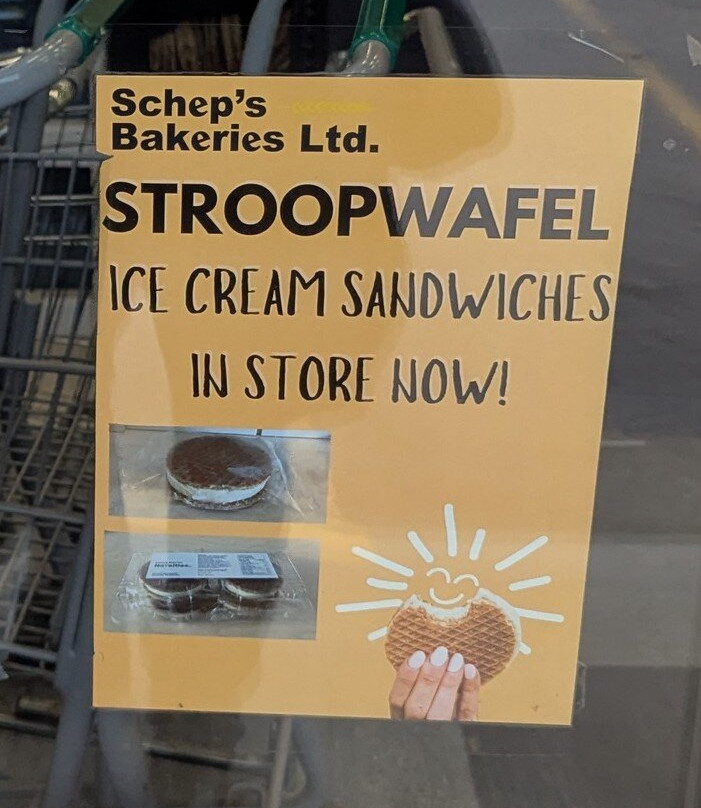 Schep's
Bakeries Ltd.
STROOPWAFEL
ICE CREAM SANDWICHES
IN STORE NOW!